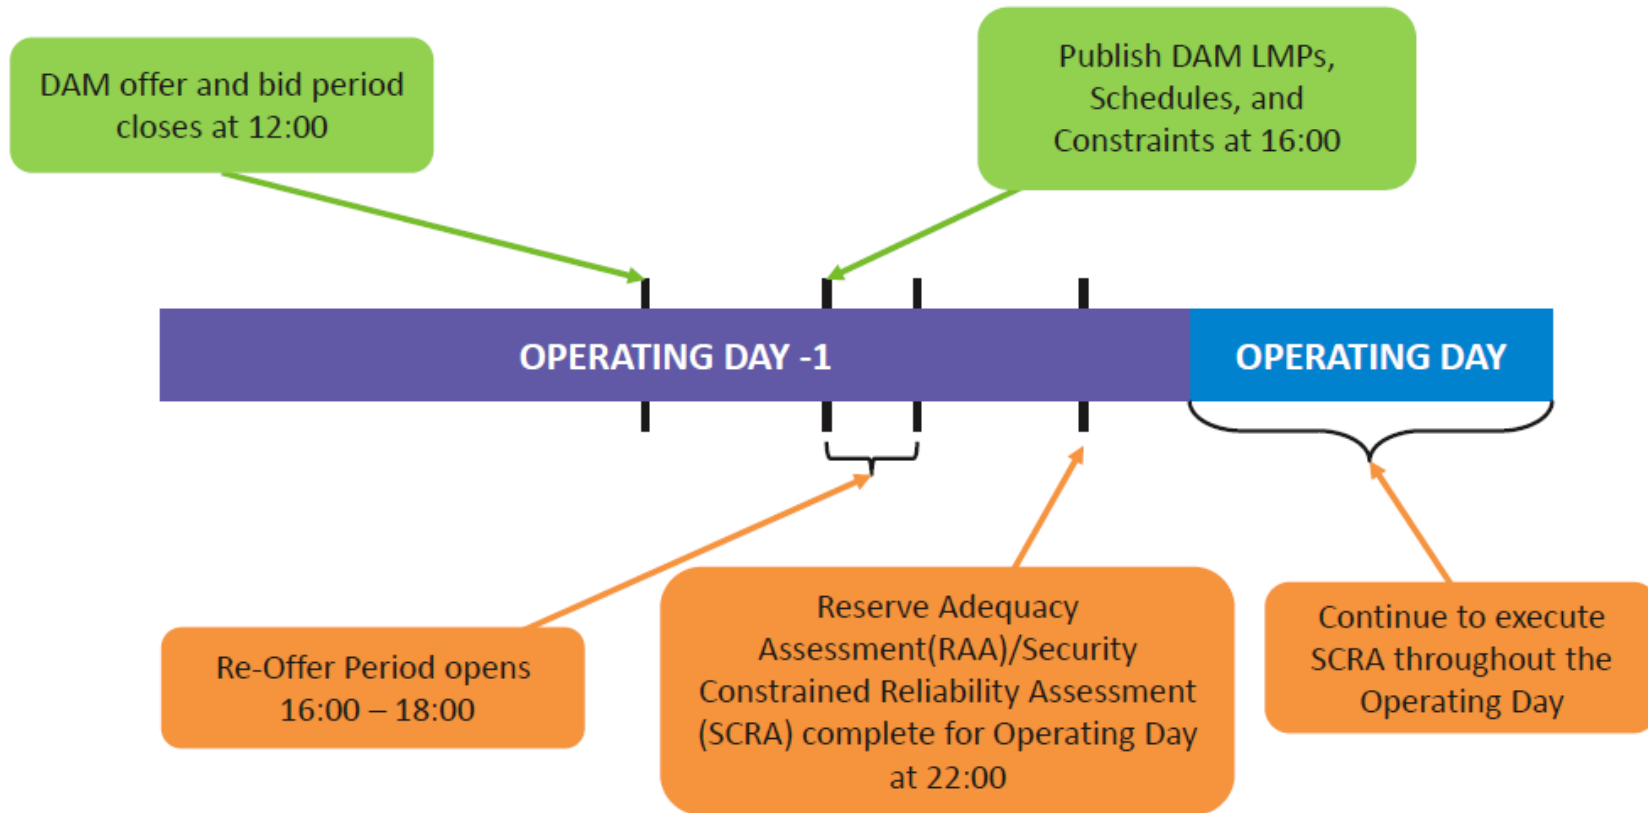 DAM offer and bid period
closes at 12:00
Publish DAM LMPs,
Schedules, and
Constraints at 16:00
OPERATING DAY -1
OPERATING DAY
Re-Offer Period opens
16:00 – 18:00
Reserve Adequacy
Assessment(RAA)/Security
Constrained Reliability Assessment
(SCRA) complete for Operating Day
at 22:00
Continue to execute
SCRA throughout the
Operating Day